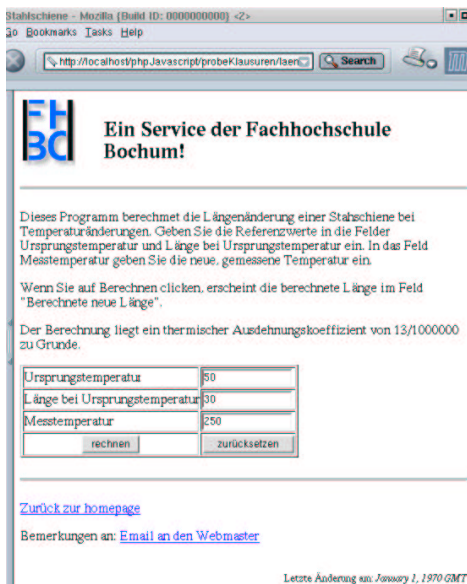 Stahlschiene - Mozilla {Build ID: 0000000000} <2>
Go Bookmarks Tasks Help
http://localhost/phpJavascript/probeKlausuren/laen
Search
FH
BO
Ein Service der Fachhochschule
Bochum!
Dieses Programm berechmet die Längenänderung einer Stahschiene bei
Temperaturänderungen. Geben Sie die Referenzwerte in die Felder
Ursprungstemperatur und Länge bei Ursprungstemperatur ein. In das Feld
Messtemperatur geben Sie die neue, gemessene Temperatur ein.
Wenn Sie auf Berechnen clicken, erscheint die berechnete Länge im Feld
"Berechnete neue Länge".
Der Berechnung liegt ein thermischer Ausdehnungskoeffizient von 13/1000000
zu Grunde.
Ursprungstemperatur 50
Länge bei Ursprungstemperatur 30
Messtemperatur 250
rechnen zurücksetzen
Zurück zur homepage
Bemerkungen an: Email an den Webmaster
Letzte Änderung am: January 1, 1970 GMT